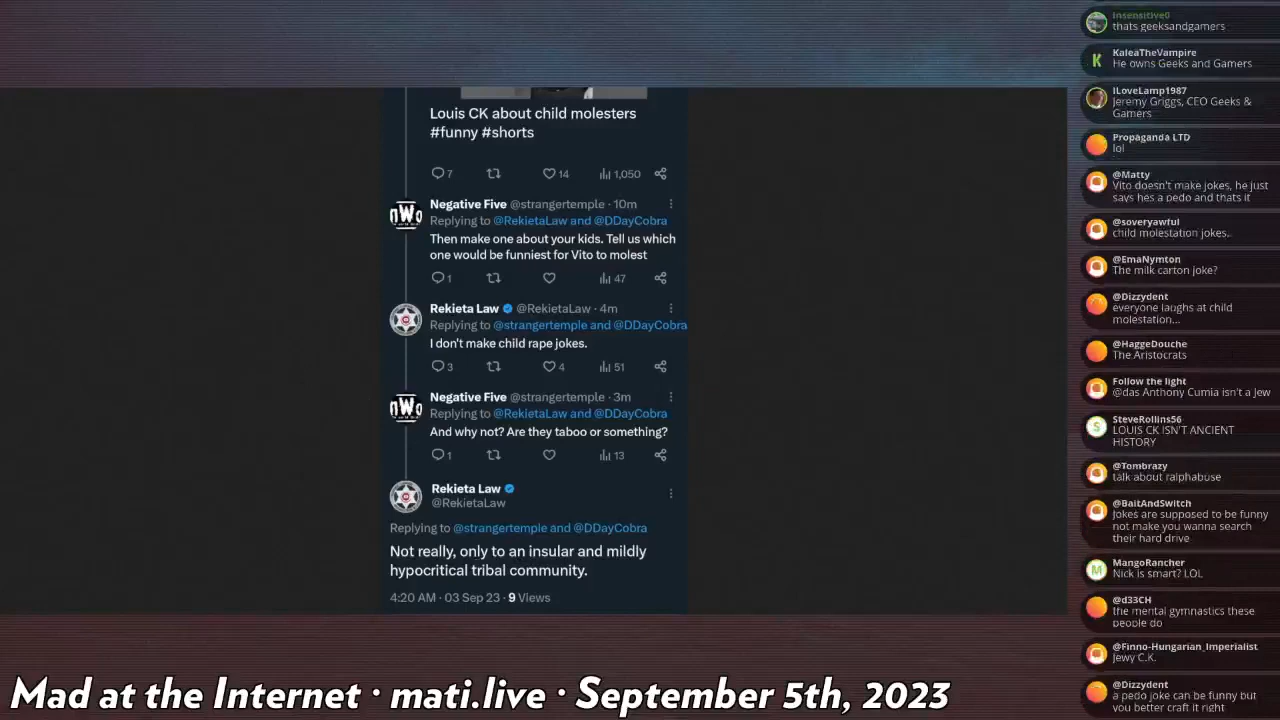 Louis CK about child molesters
#funny #shorts
7 14 1,050
Negative Five @strangertemple · 10m
Replying to @RekietaLaw and @DDayCobra
Then make one about your kids. Tell us which
one would be funniest for Vito to molest
1 47
Rekieta Law @RekietaLaw · 4m
Replying to @strangertemple and @DDayCobra
I don't make child rape jokes.
3 4 51
Negative Five @strangertemple · 3m
Replying to @RekietaLaw and @DDayCobra
And why not? Are they taboo or something?
1 13
Rekieta Law
@RekietaLaw
Replying to @strangertemple and @DDayCobra
Not really, only to an insular and mildly
hypocritical tribal community.
4:20 AM · 03 Sep 23 · 9 Views
Insensitive0
thats geeksandgamers
K
KaleaTheVampire
He owns Geeks and Gamers
ILoveLamp1987
Jeremy Griggs, CEO Geeks &
Gamers
Propaganda LTD
lol
@Matty
Vito doesn't make jokes, he just
says hes a pedo and thats it
@soveryawful
child molestation jokes..
@EmaNymton
The milk carton joke?
@Dizzydent
everyone laughs at child
molestation...
@HaggeDouche
The Aristocrats
Follow the light
@das Anthony Cumia isn't a Jew
S
SteveRollins56
LOUIS CK ISN'T ANCIENT
HISTORY
@Tombrazy
talk about ralphabuse
@BaitAndSwitch
Jokes are supposed to be funny
not make you wanna search
their hard drive
M
MangoRancher
Nick is smart? LOL
@d33CH
the mental gymnastics these
people do
@Finno-Hungarian_Imperialist
Jewy C.K.
@Dizzydent
a pedo joke can be funny but
you better craft it right
Mad at the Internet · mati.live · September 5th, 2023